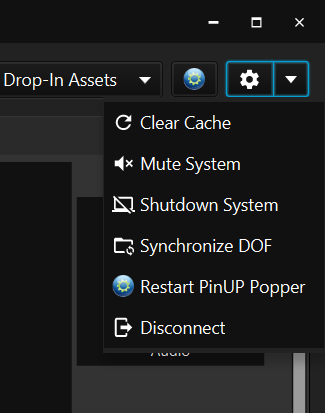 Drop-In Assets
Clear Cache
Mute System
Shutdown System
Synchronize DOF
Restart PinUP Popper
Disconnect
Audio